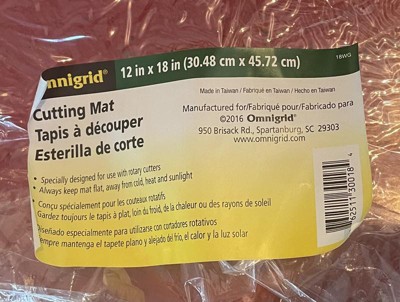 mnigrid®
12 in x 18 in (30.48 cm x 45.72 cm)
18WG
Made in Taiwan / Fabriqué en Taiwan / Hecho en Taiwan
Cutting Mat
Tapis à découper
Esterilla de corte
Manufactured for/Fabriqué pour/Fabricado para
©2016 Omnigrid®
950 Brisack Rd., Spartanburg, SC 29303
www.omnigrid.com
• Specially designed for use with rotary cutters
• Always keep mat flat, away from cold, heat and sunlight
• Conçu spécialement pour les couteaux rotatifs
Gardez toujours le tapis à plat, loin du froid, de la chaleur ou des rayons de soleil
Diseñado especialmente para utilizarse con cortadores rotativos
mpre mantenga el tapete plano y alejado del frío, el calor y la luz solar
62511 30018 4